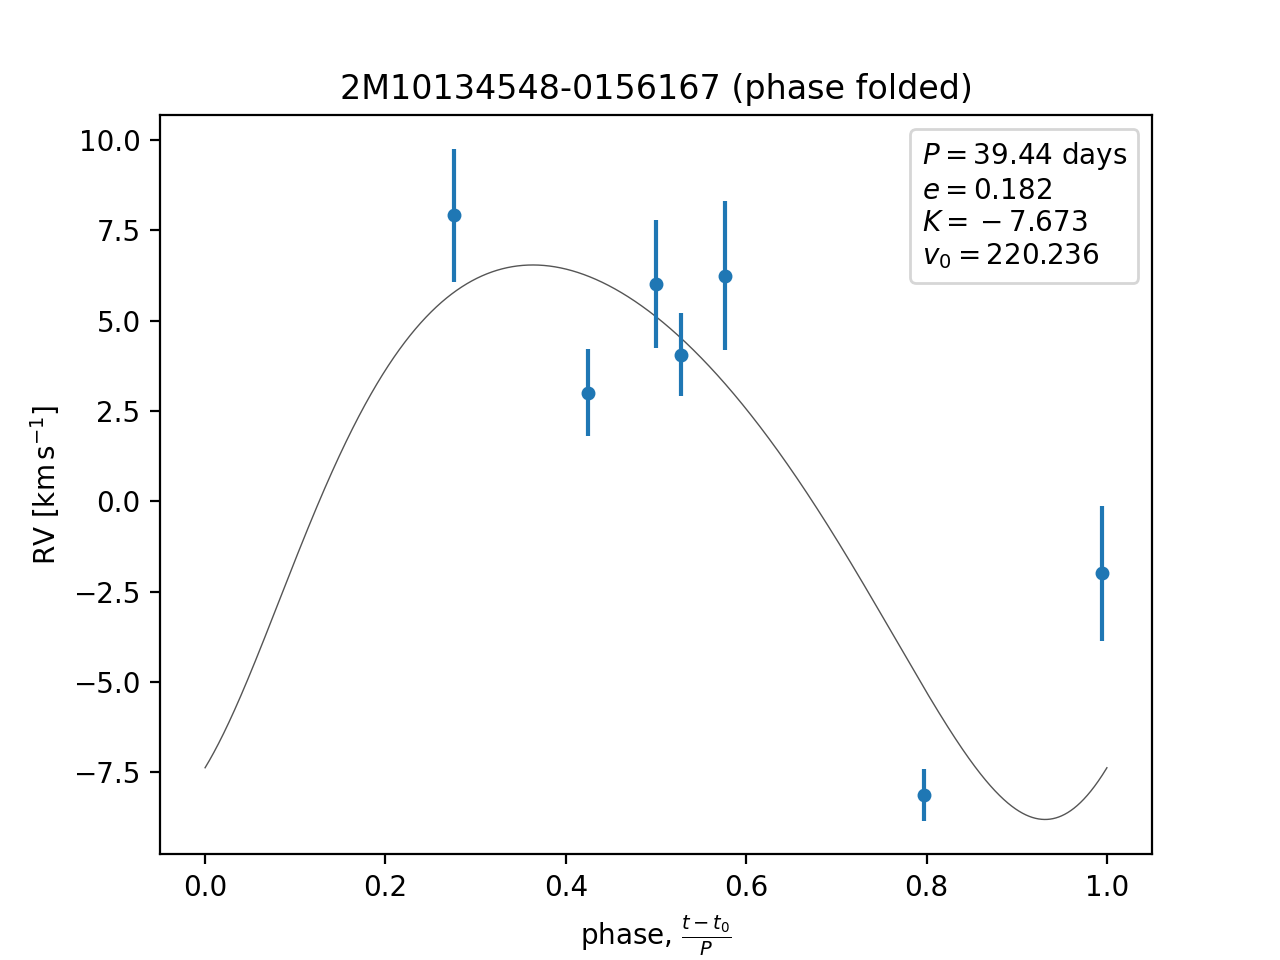 2M10134548-0156167 (phase folded)
P = 39.44 days
e = 0.182
K = −7.673
v₀ = 220.236
10.0
7.5
5.0
2.5
0.0
−2.5
−5.0
−7.5
RV [km s⁻¹]
0.0 0.2 0.4 0.6 0.8 1.0
phase, (t − t₀)/P